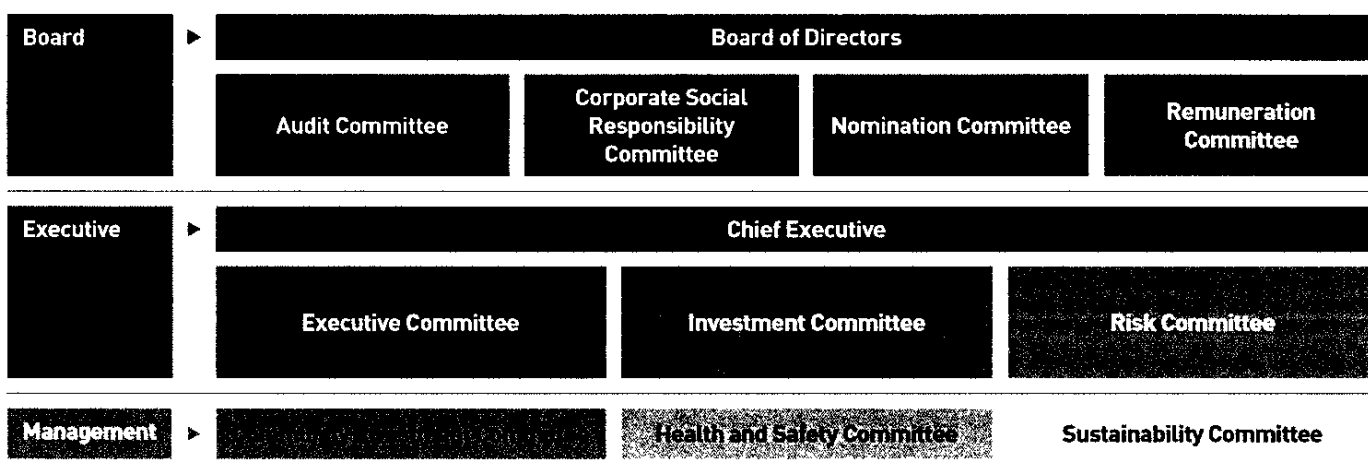 Board
Board of Directors
Audit Committee
Corporate Social
Responsibility
Committee
Nomination Committee
Remuneration
Committee
Executive
Chief Executive
Executive Committee
Investment Committee
Risk Committee
Management
Health and Safety Committee
Sustainability Committee